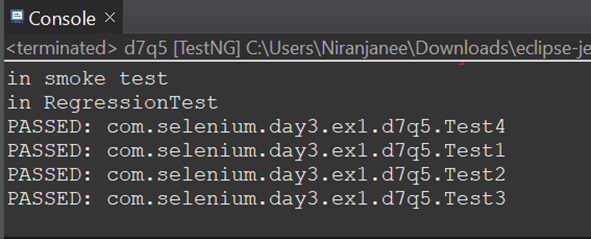 Console
<terminated> d7q5 [TestNG] C:\Users\Niranjanee\Downloads\eclipse-je
in smoke test
in RegressionTest
PASSED: com.selenium.day3.ex1.d7q5.Test4
PASSED: com.selenium.day3.ex1.d7q5.Test1
PASSED: com.selenium.day3.ex1.d7q5.Test2
PASSED: com.selenium.day3.ex1.d7q5.Test3